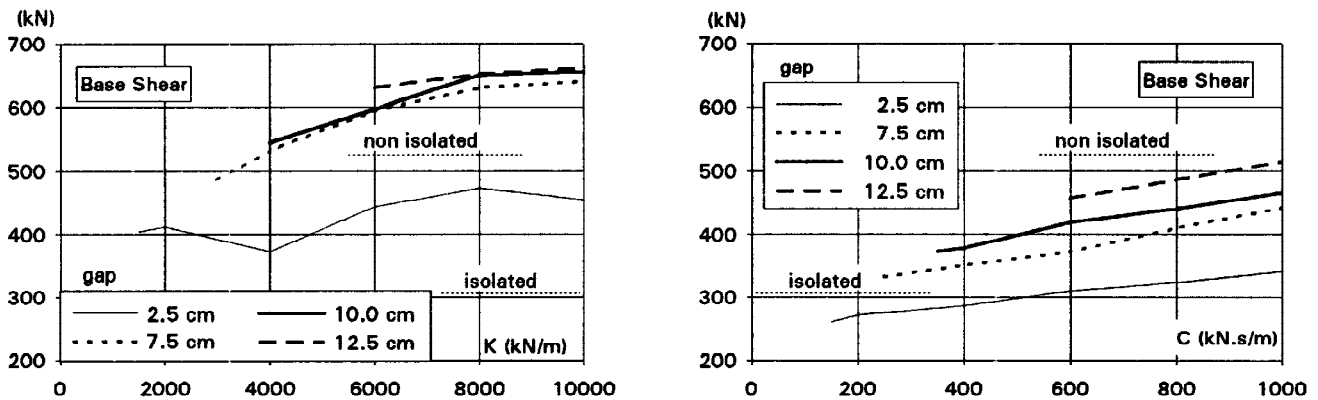 (kN)
700
600
500
400
300
200
Base Shear
non isolated
isolated
gap
2.5 cm
10.0 cm
7.5 cm
12.5 cm
K (kN/m)
0
2000
4000
6000
8000
10000
(kN)
700
600
500
400
300
200
gap
2.5 cm
7.5 cm
10.0 cm
12.5 cm
Base Shear
non isolated
isolated
C (kN.s/m)
0
200
400
600
800
1000